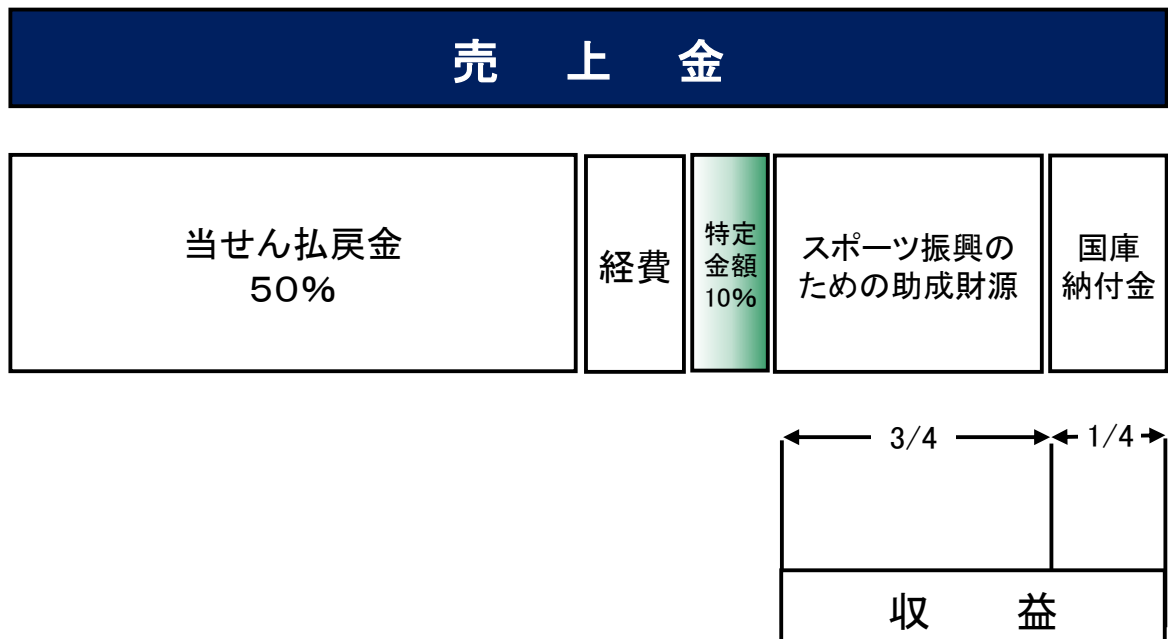 売 上 金
当せん払戻金
50%
経費
特定
金額
10%
スポーツ振興の
ための助成財源
国庫
納付金
3/4
1/4
収 益